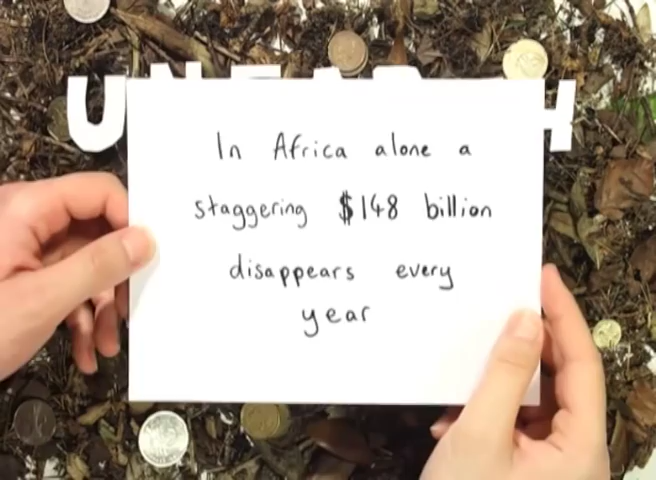 In Africa alone a
staggering $148 billion
disappears every
year